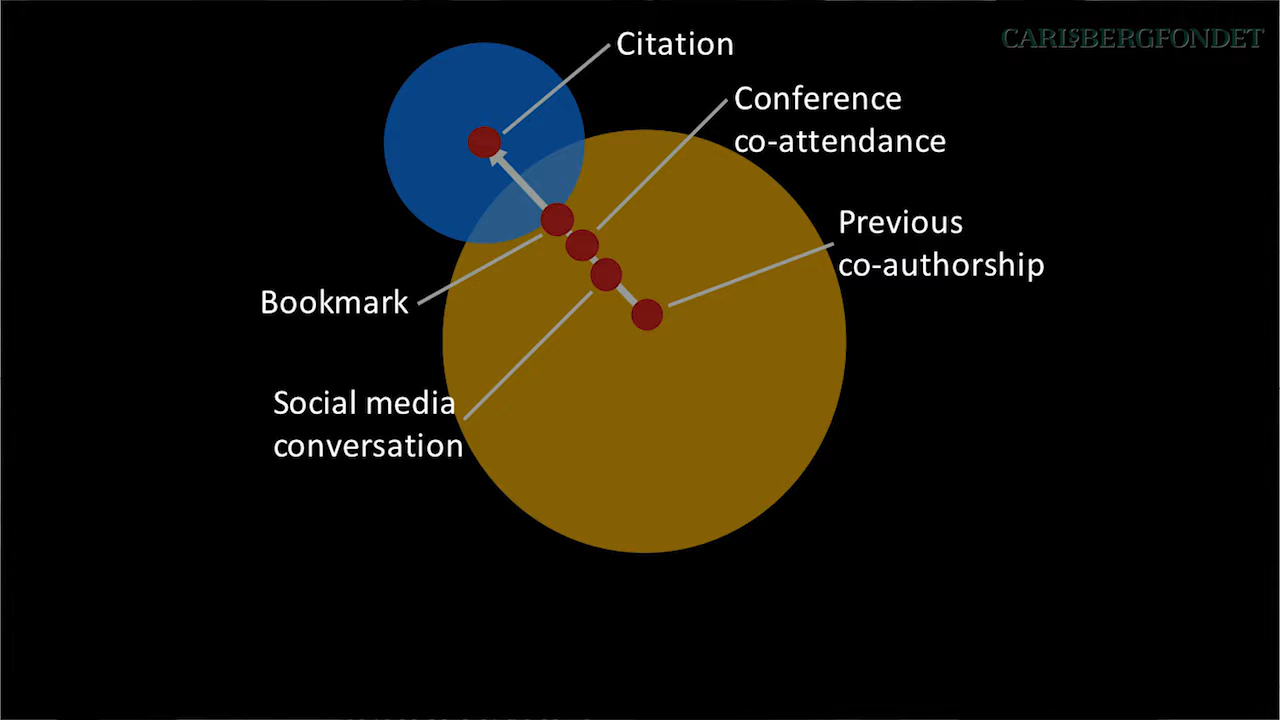 CARLSBERGFONDET
Citation
Conference
co-attendance
Previous
co-authorship
Bookmark
Social media
conversation